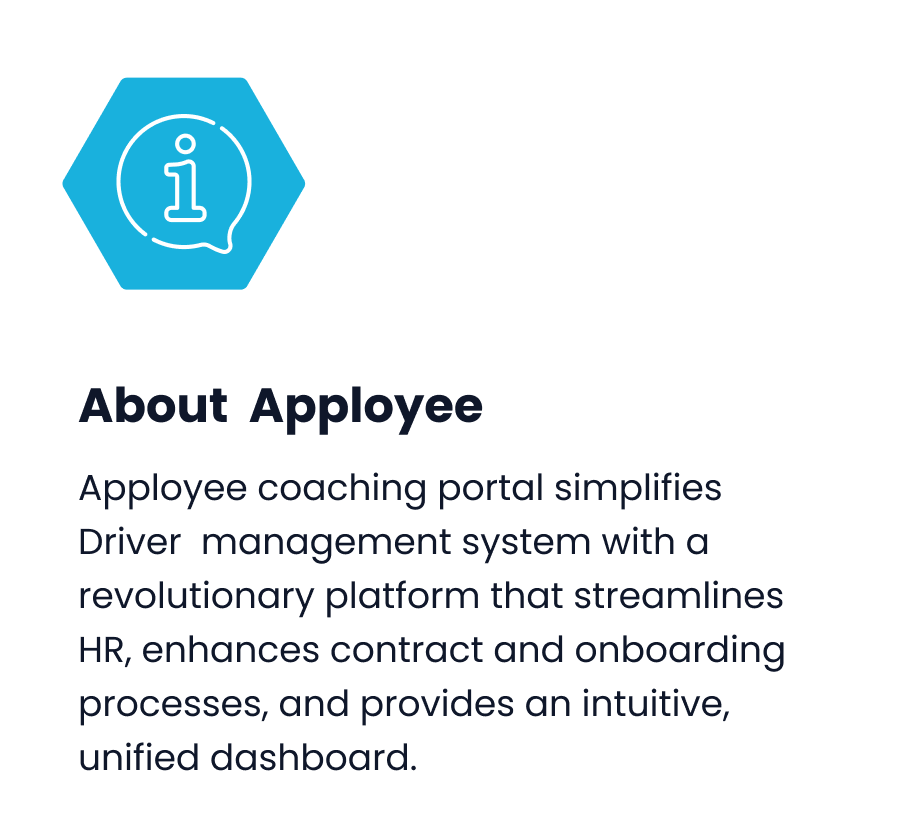 About  Apployee
Apployee coaching portal simplifies
Driver  management system with a
revolutionary platform that streamlines
HR, enhances contract and onboarding
processes, and provides an intuitive,
unified dashboard.